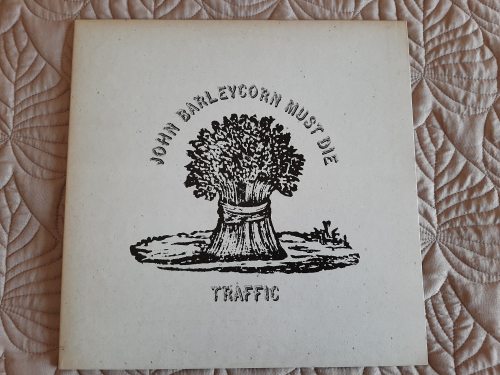 JOHN BARLEYCORN MUST DIE
TRAFFIC